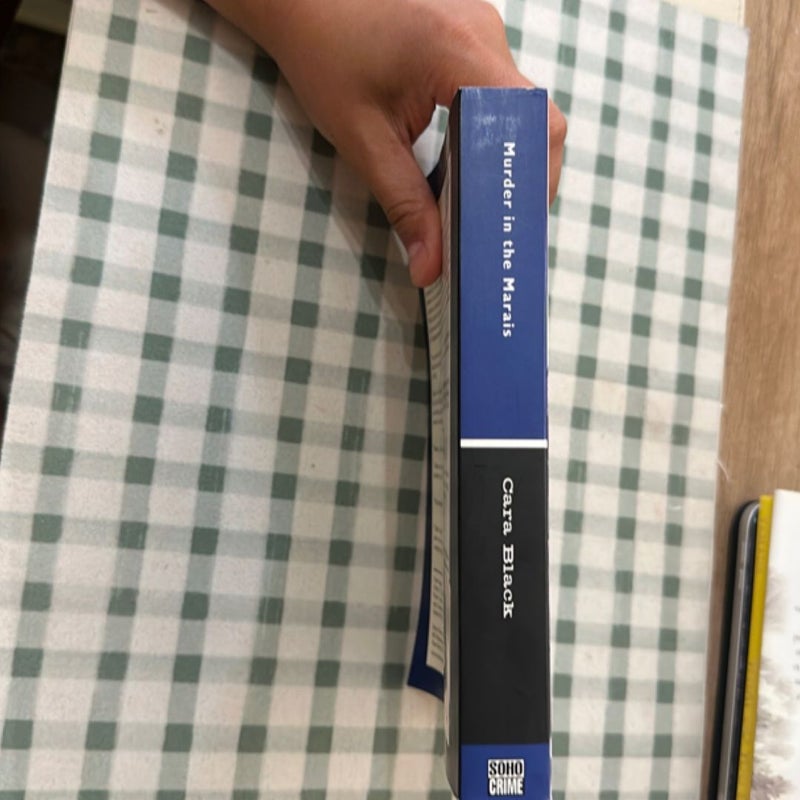 Murder in the Marais
Cara Black
SOHO
CRIME